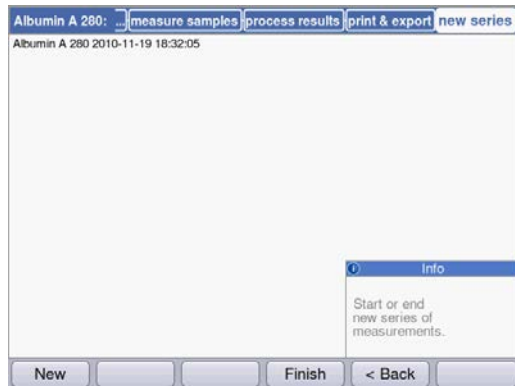 Albumin A 280: ... measure samples process results print & export new series
Albumin A 280 2010-11-19 18:32:05
i Info
Start or end
new series of
measurements.
New Finish < Back